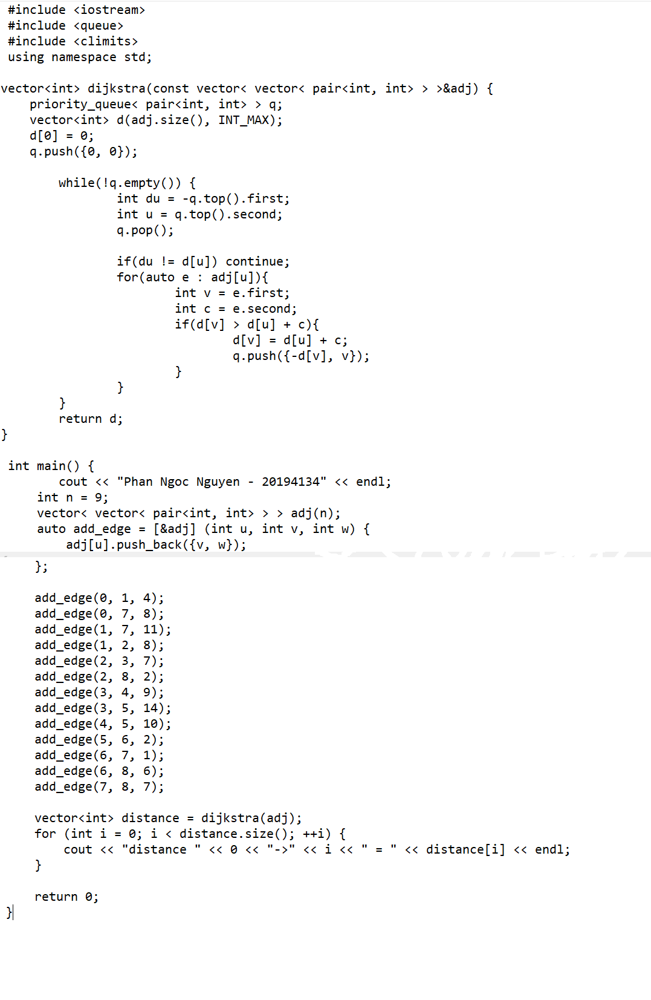 #include <iostream>
#include <queue>
#include <climits>
using namespace std;

vector<int> dijkstra(const vector< vector< pair<int, int> > >&adj) {
    priority_queue< pair<int, int> > q;
    vector<int> d(adj.size(), INT_MAX);
    d[0] = 0;
    q.push({0, 0});

        while(!q.empty()) {
                int du = -q.top().first;
                int u = q.top().second;
                q.pop();

                if(du != d[u]) continue;
                for(auto e : adj[u]){
                        int v = e.first;
                        int c = e.second;
                        if(d[v] > d[u] + c){
                                d[v] = d[u] + c;
                                q.push({-d[v], v});
                        }
                }
        }
        return d;
}

int main() {
        cout << "Phan Ngoc Nguyen - 20194134" << endl;
    int n = 9;
    vector< vector< pair<int, int> > > adj(n);
    auto add_edge = [&adj] (int u, int v, int w) {
        adj[u].push_back({v, w});
    };

    add_edge(0, 1, 4);
    add_edge(0, 7, 8);
    add_edge(1, 7, 11);
    add_edge(1, 2, 8);
    add_edge(2, 3, 7);
    add_edge(2, 8, 2);
    add_edge(3, 4, 9);
    add_edge(3, 5, 14);
    add_edge(4, 5, 10);
    add_edge(5, 6, 2);
    add_edge(6, 7, 1);
    add_edge(6, 8, 6);
    add_edge(7, 8, 7);

    vector<int> distance = dijkstra(adj);
    for (int i = 0; i < distance.size(); ++i) {
        cout << "distance " << 0 << "->" << i << " = " << distance[i] << endl;
    }

    return 0;
}